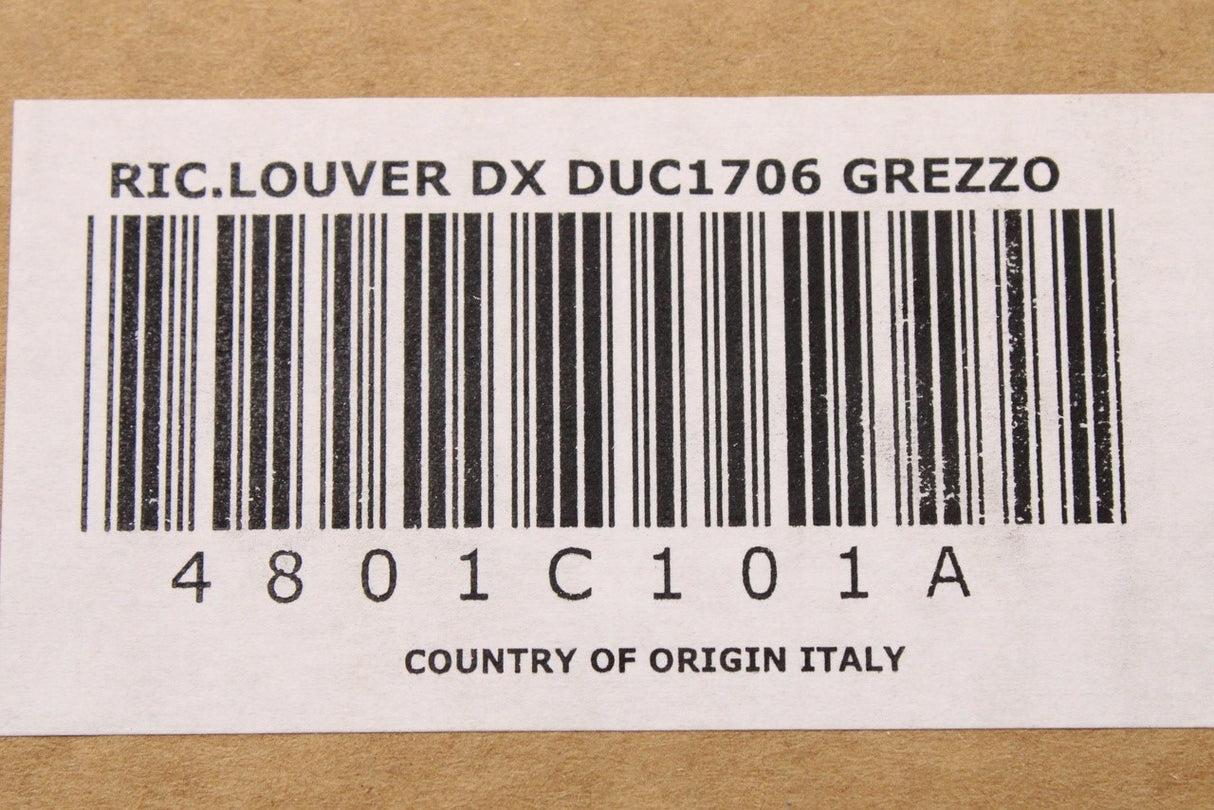 RIC.LOUVER DX DUC1706 GREZZO
4801C101A
COUNTRY OF ORIGIN ITALY